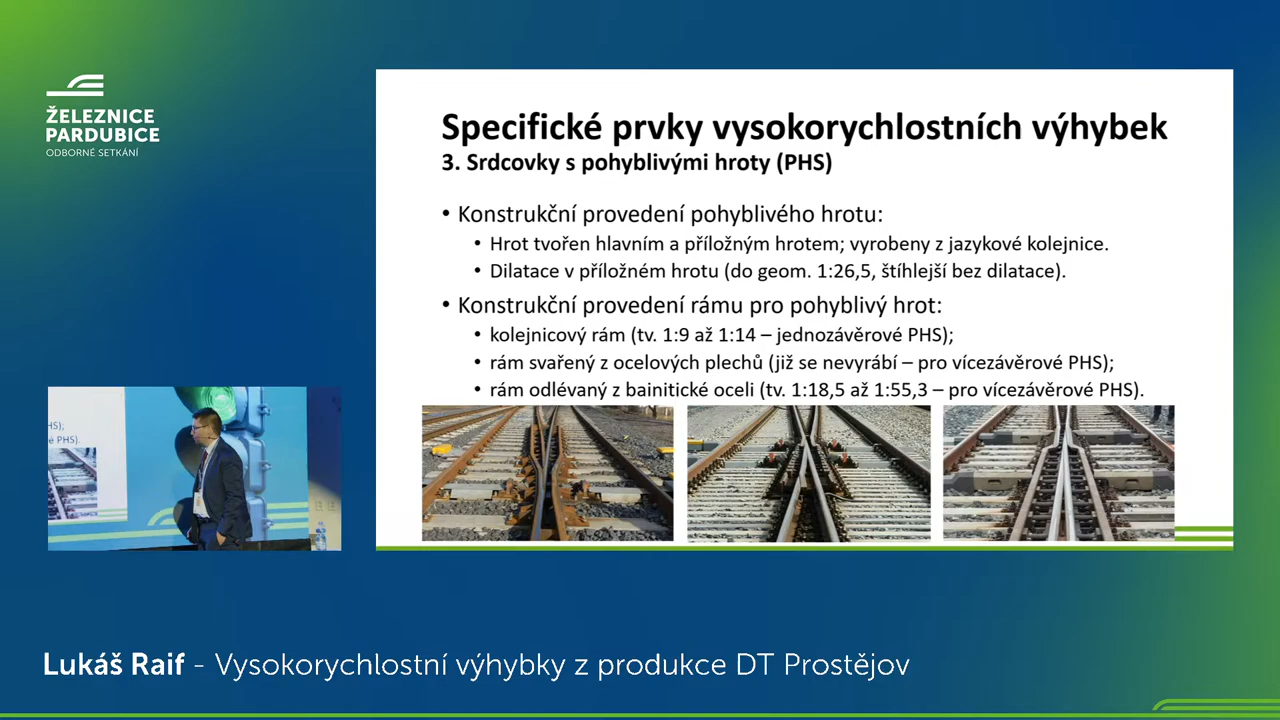 ŽELEZNICE
PARDUBICE
ODBORNÉ SETKÁNÍ
Specifické prvky vysokorychlostních výhybek
3. Srdcovky s pohyblivými hroty (PHS)
• Konstrukční provedení pohyblivého hrotu:
• Hrot tvořen hlavním a příložným hrotem; vyrobeny z jazykové kolejnice.
• Dilatace v příložném hrotu (do geom. 1:26,5, štíhlejší bez dilatace).
• Konstrukční provedení rámu pro pohyblivý hrot:
• kolejnicový rám (tv. 1:9 až 1:14 – jednozávěrové PHS);
• rám svařený z ocelových plechů (již se nevyrábí – pro vícezávěrové PHS);
• rám odlévaný z bainitické oceli (tv. 1:18,5 až 1:55,3 – pro vícezávěrové PHS).
HS);
é PHS).
Lukáš Raif - Vysokorychlostní výhybky z produkce DT Prostějov